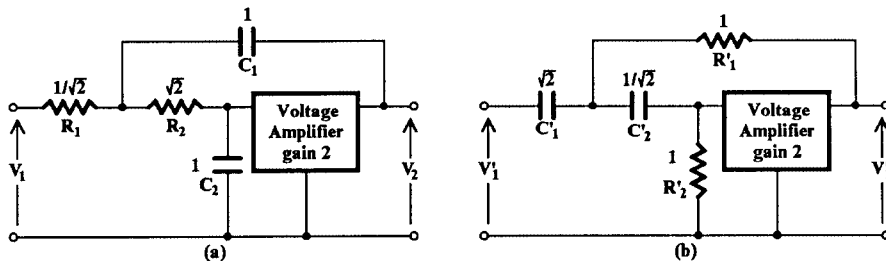 1
C1
1/√2
R1
√2
R2
1
C2
Voltage
Amplifier
gain 2
V1
V2
(a)
1
R'1
√2
C'1
1/√2
C'2
1
R'2
Voltage
Amplifier
gain 2
V'1
V
(b)